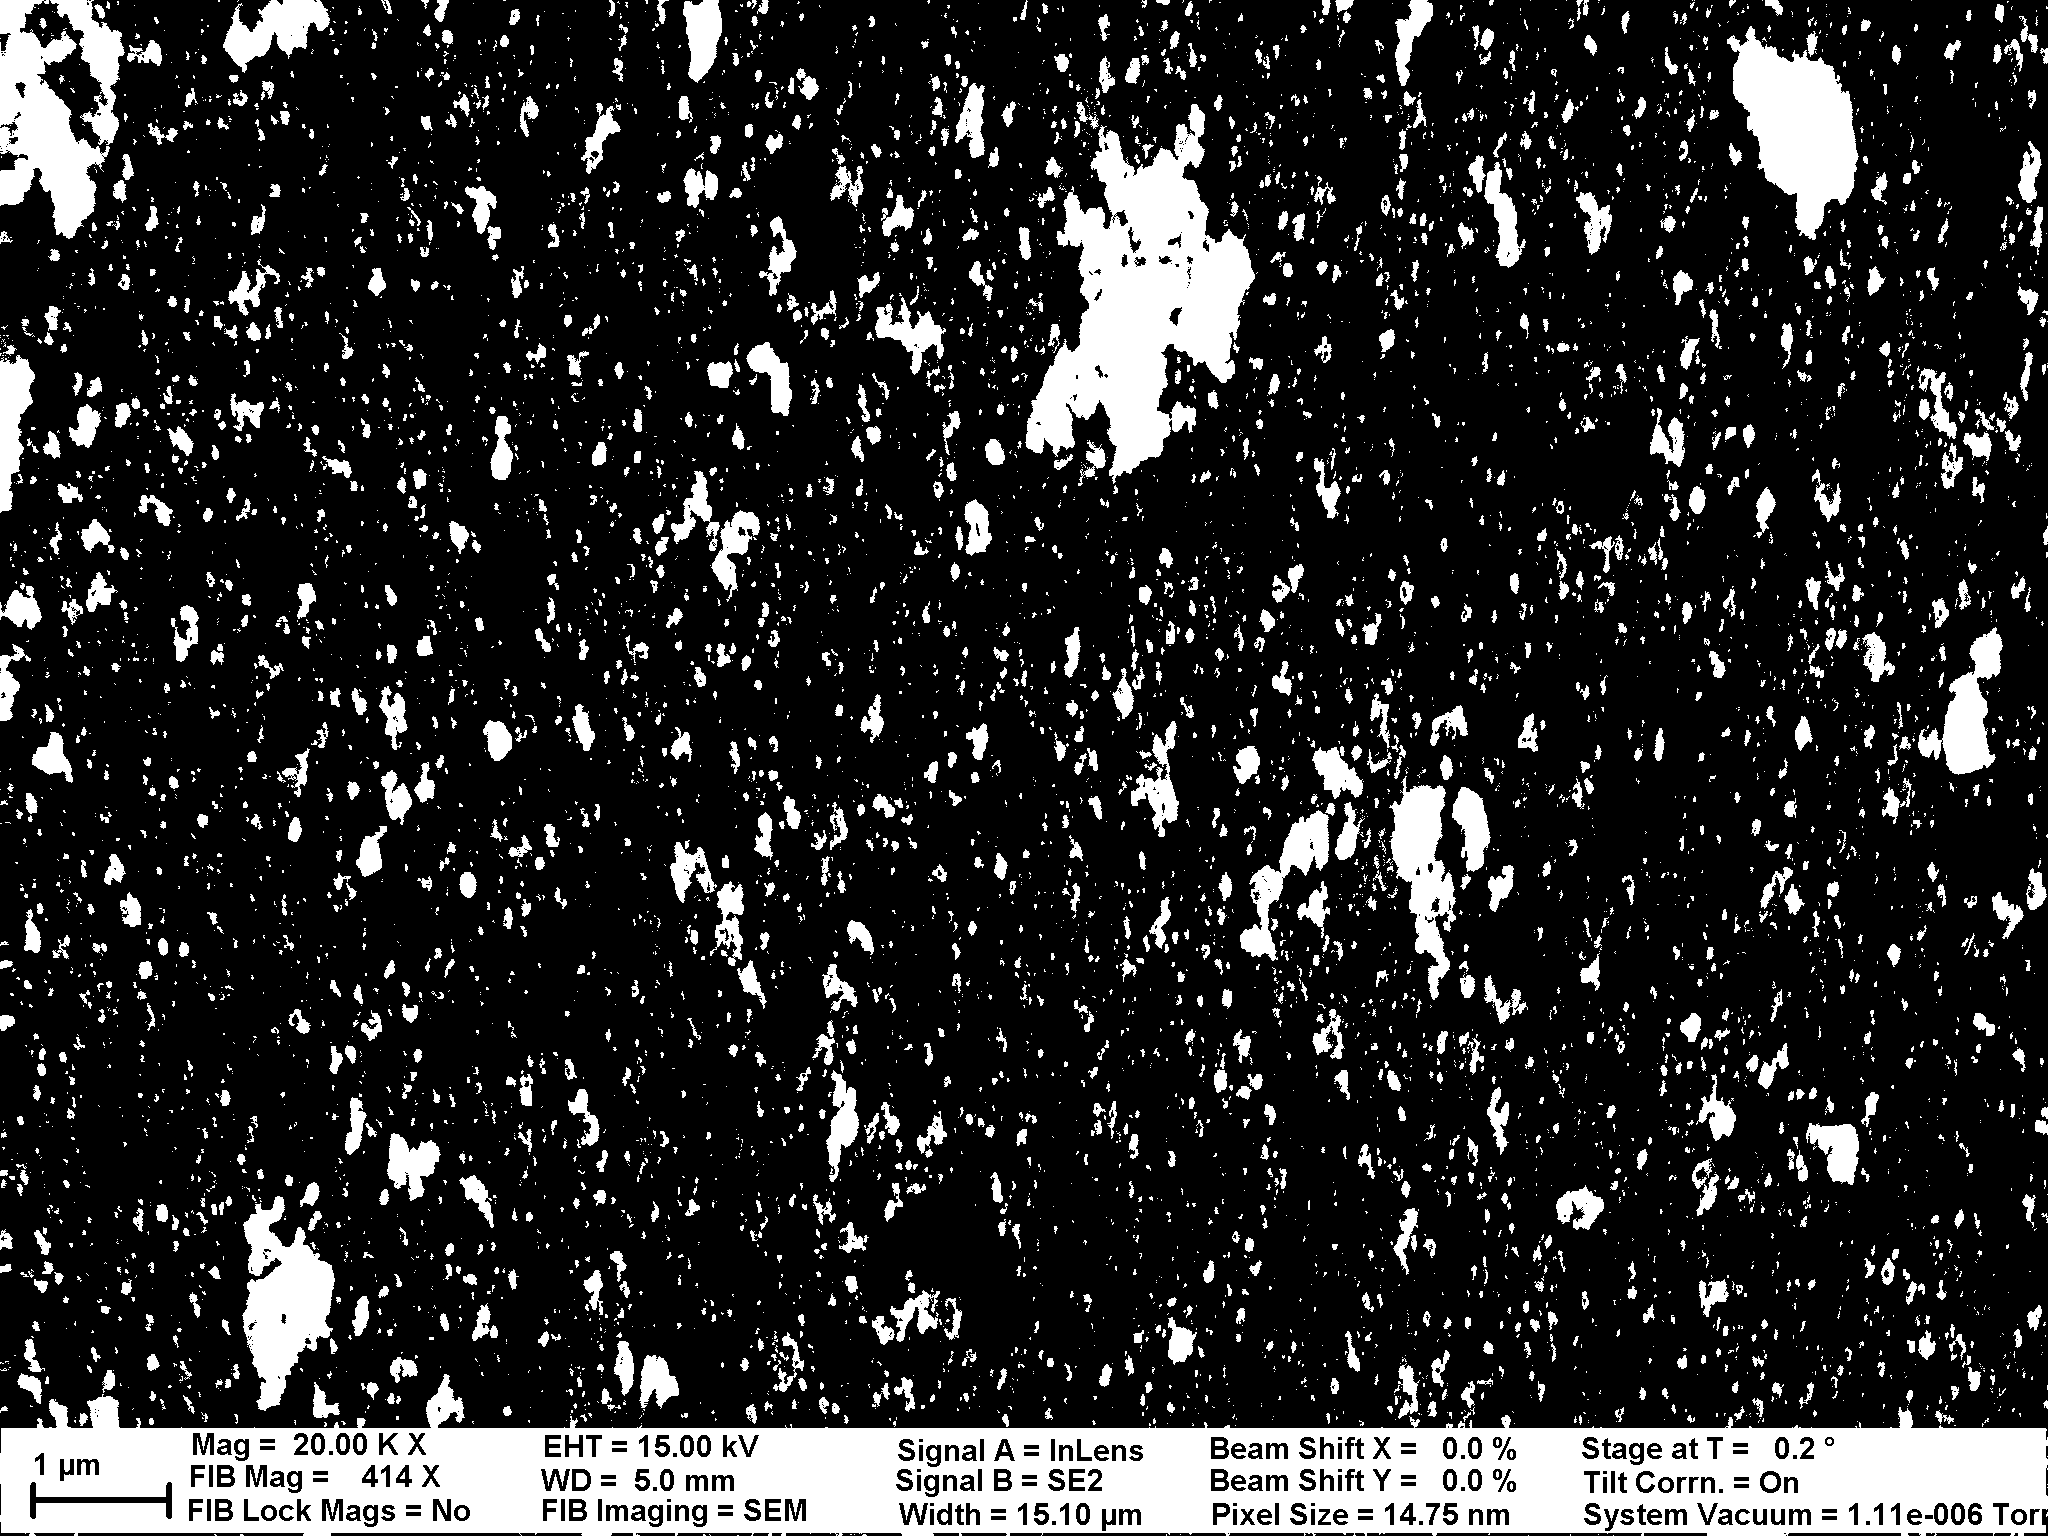 1 µm
Mag = 20.00 K X
FIB Mag = 414 X
FIB Lock Mags = No
EHT = 15.00 kV
WD = 5.0 mm
FIB Imaging = SEM
Signal A = InLens
Signal B = SE2
Width = 15.10 µm
Beam Shift X = 0.0 %
Beam Shift Y = 0.0 %
Pixel Size = 14.75 nm
Stage at T = 0.2 °
Tilt Corrn. = On
System Vacuum = 1.11e-006 Torr